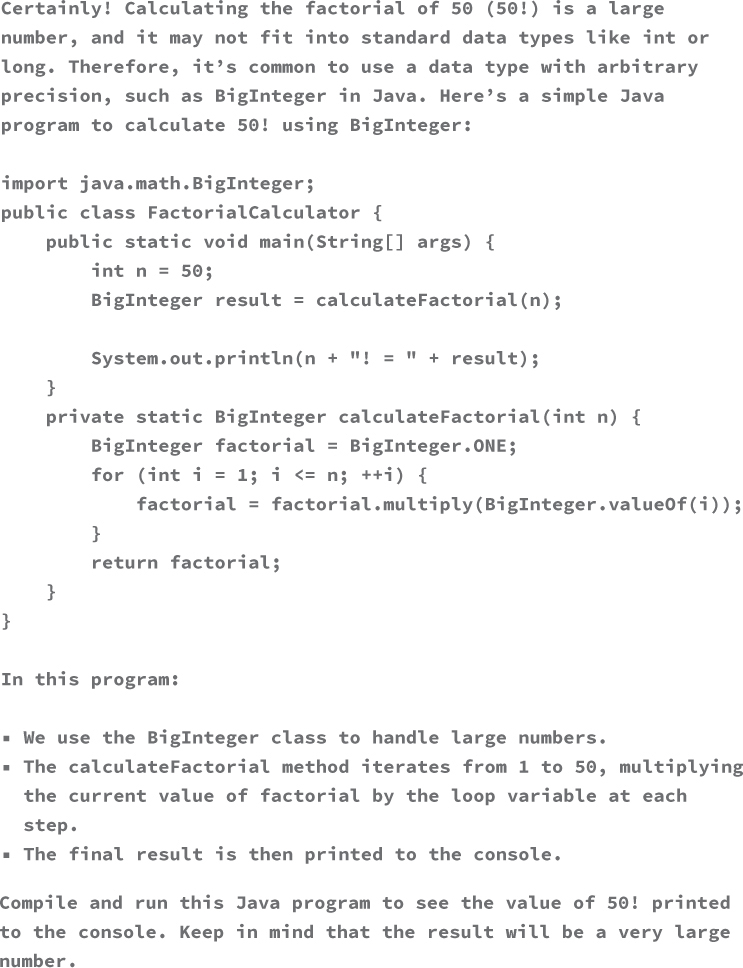 Certainly! Calculating the factorial of 50 (50!) is a large
number, and it may not fit into standard data types like int or
long. Therefore, it’s common to use a data type with arbitrary
precision, such as BigInteger in Java. Here’s a simple Java
program to calculate 50! using BigInteger:

import java.math.BigInteger;
public class FactorialCalculator {
    public static void main(String[] args) {
        int n = 50;
        BigInteger result = calculateFactorial(n);

        System.out.println(n + "! = " + result);
    }
    private static BigInteger calculateFactorial(int n) {
        BigInteger factorial = BigInteger.ONE;
        for (int i = 1; i <= n; ++i) {
            factorial = factorial.multiply(BigInteger.valueOf(i));
        }
        return factorial;
    }
}

In this program:

▪ We use the BigInteger class to handle large numbers.
▪ The calculateFactorial method iterates from 1 to 50, multiplying
  the current value of factorial by the loop variable at each
  step.
▪ The final result is then printed to the console.

Compile and run this Java program to see the value of 50! printed
to the console. Keep in mind that the result will be a very large
number.